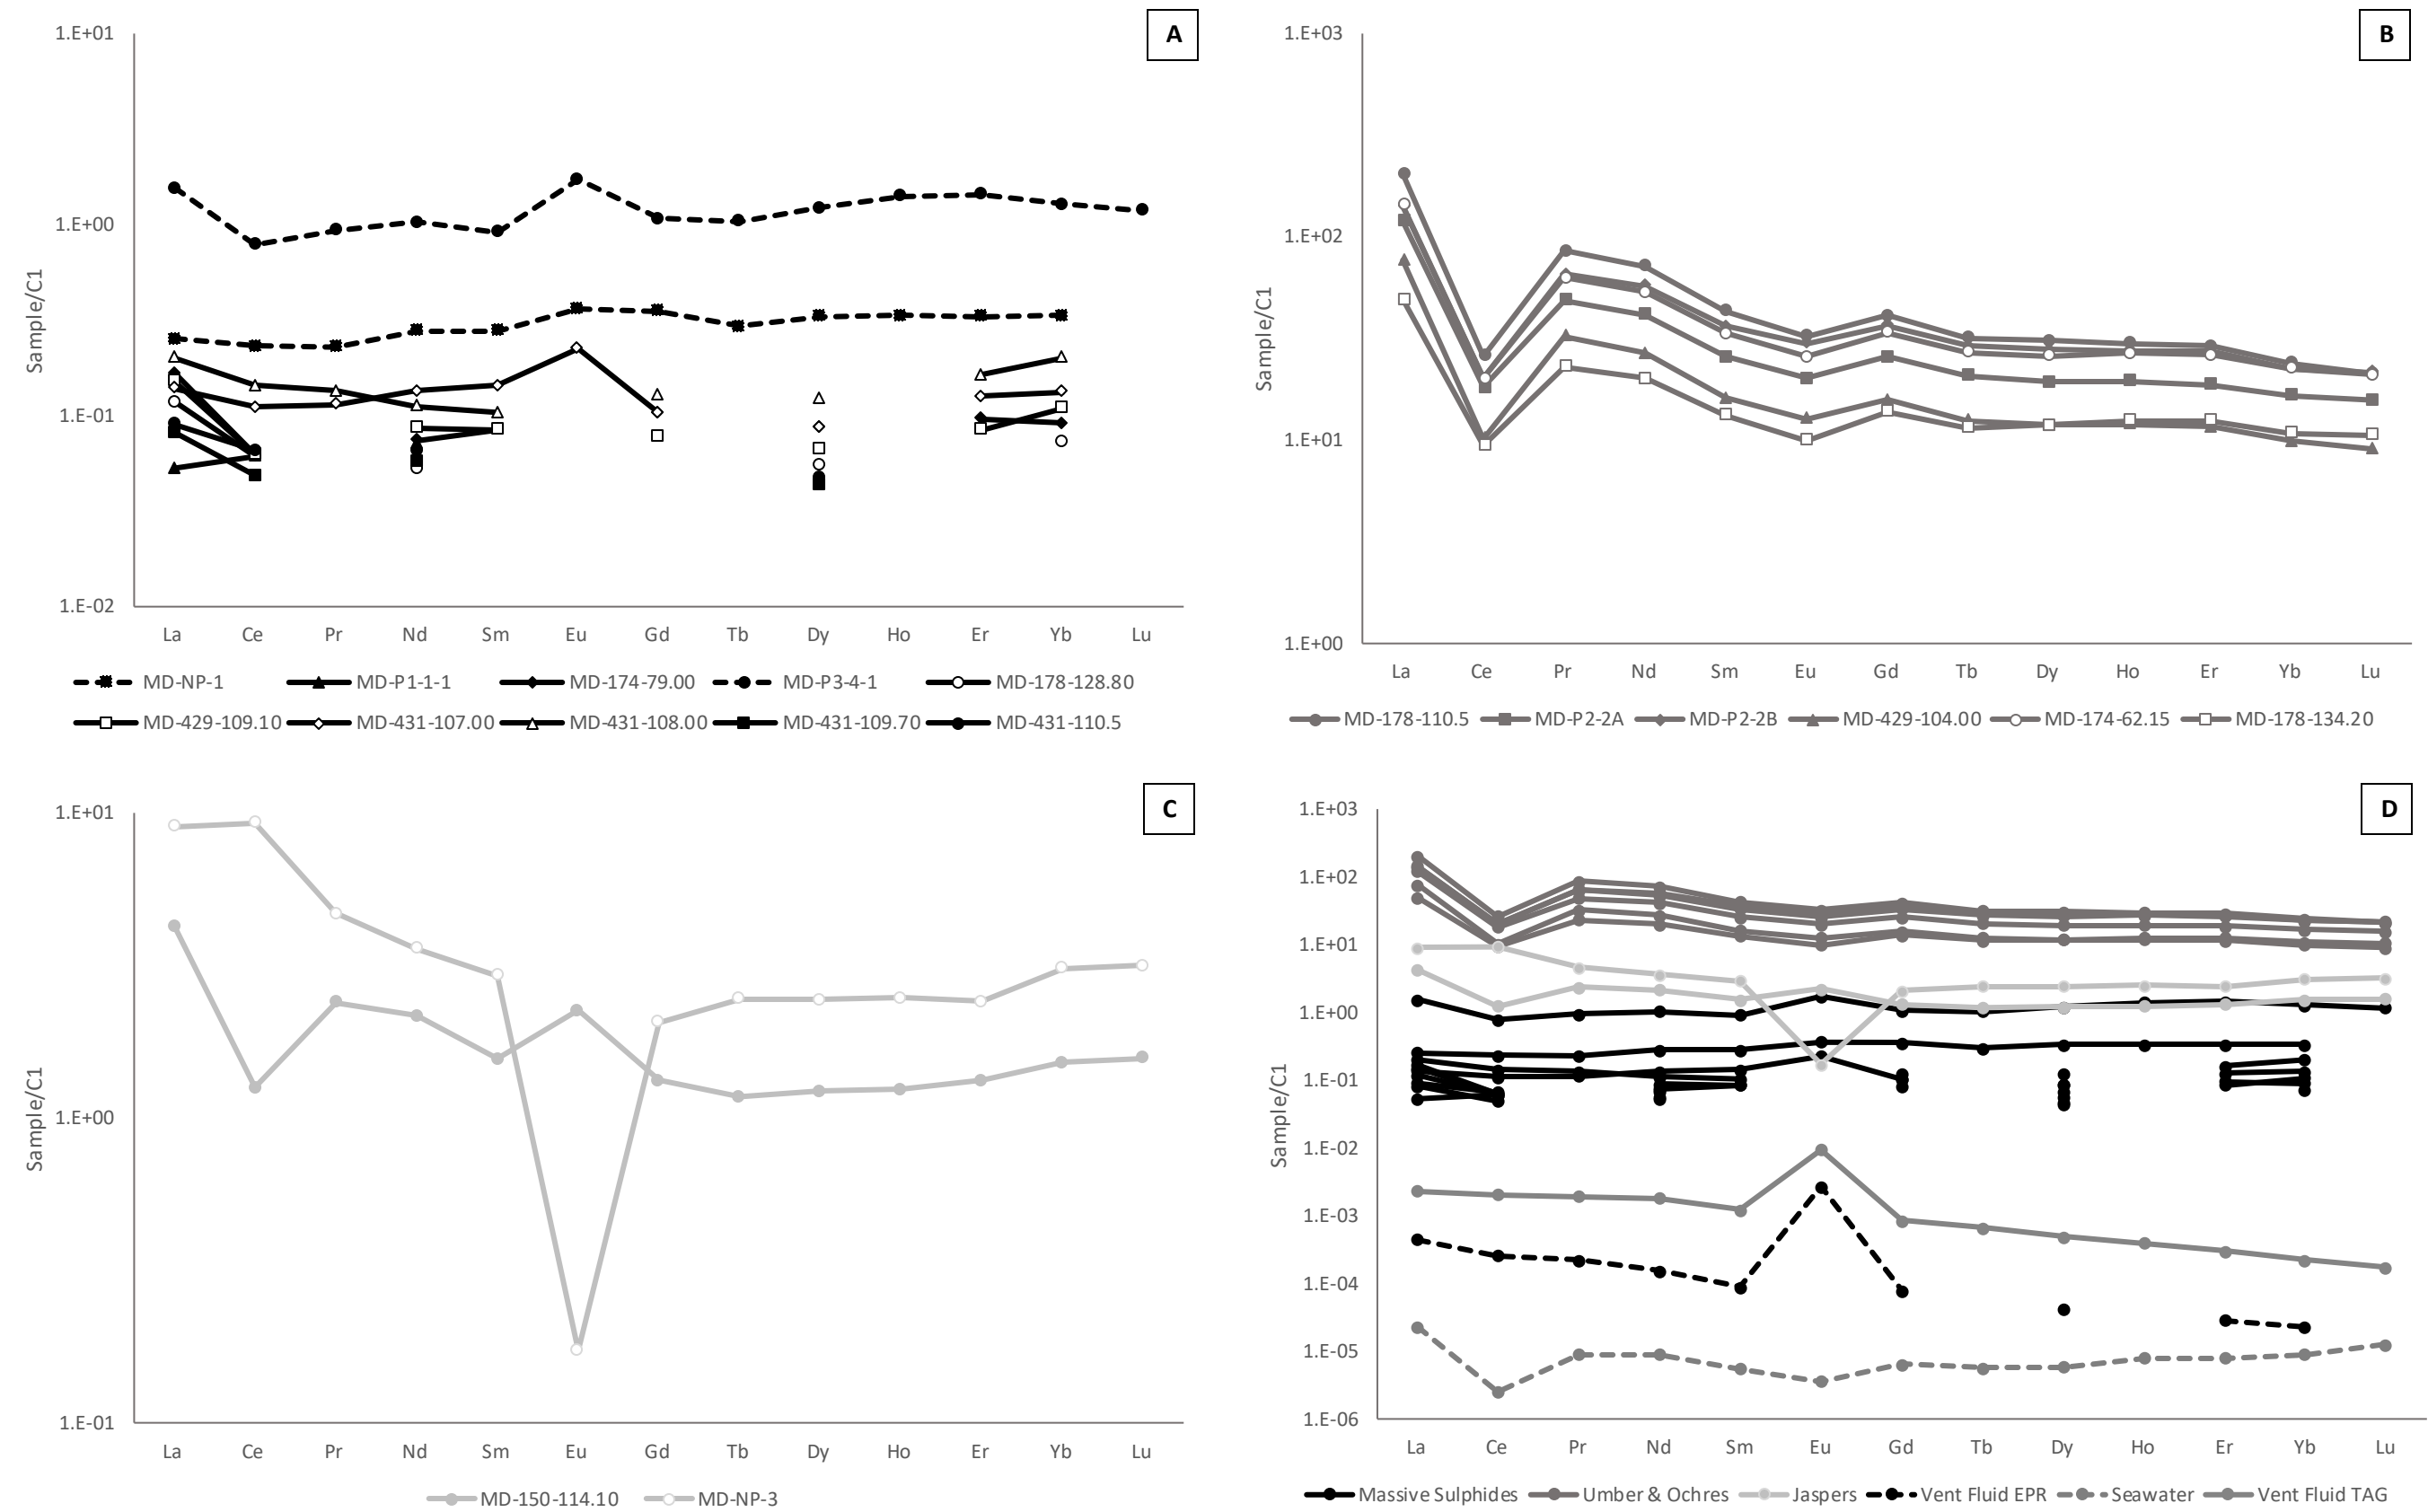 A
1.E+01
1.E+00
1.E-01
1.E-02
Sample/C1
La Ce Pr Nd Sm Eu Gd Tb Dy Ho Er Yb Lu
MD-NP-1 MD-P1-1-1 MD-174-79.00 MD-P3-4-1 MD-178-128.80
MD-429-109.10 MD-431-107.00 MD-431-108.00 MD-431-109.70 MD-431-110.5
B
1.E+03
1.E+02
1.E+01
1.E+00
Sample/C1
La Ce Pr Nd Sm Eu Gd Tb Dy Ho Er Yb Lu
MD-178-110.5 MD-P2-2A MD-P2-2B MD-429-104.00 MD-174-62.15 MD-178-134.20
C
1.E+01
1.E+00
1.E-01
Sample/C1
La Ce Pr Nd Sm Eu Gd Tb Dy Ho Er Yb Lu
MD-150-114.10 MD-NP-3
D
1.E+03
1.E+02
1.E+01
1.E+00
1.E-01
1.E-02
1.E-03
1.E-04
1.E-05
1.E-06
Sample/C1
La Ce Pr Nd Sm Eu Gd Tb Dy Ho Er Yb Lu
Massive Sulphides Umber & Ochres Jaspers Vent Fluid EPR Seawater Vent Fluid TAG